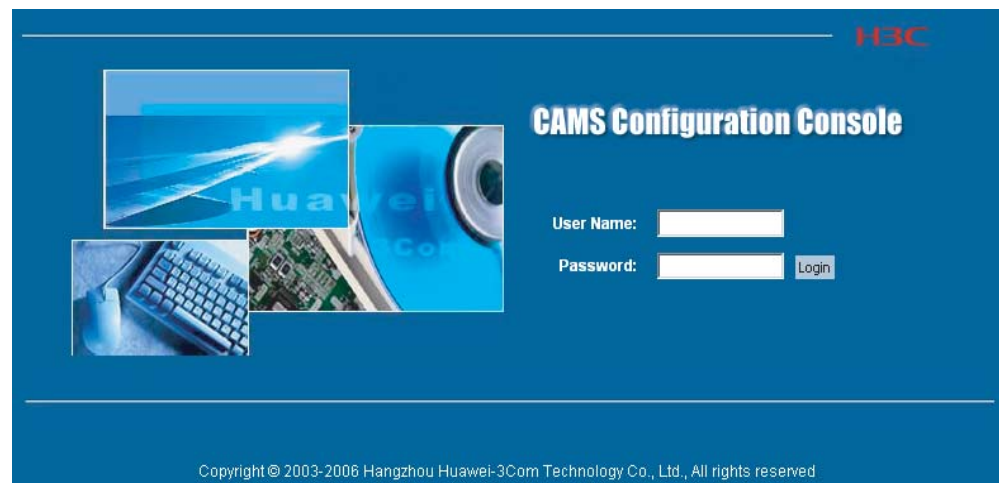 H3C
CAMS Configuration Console
Huawei
3Com
User Name:
Password:
Login
Copyright © 2003-2006 Hangzhou Huawei-3Com Technology Co., Ltd., All rights reserved